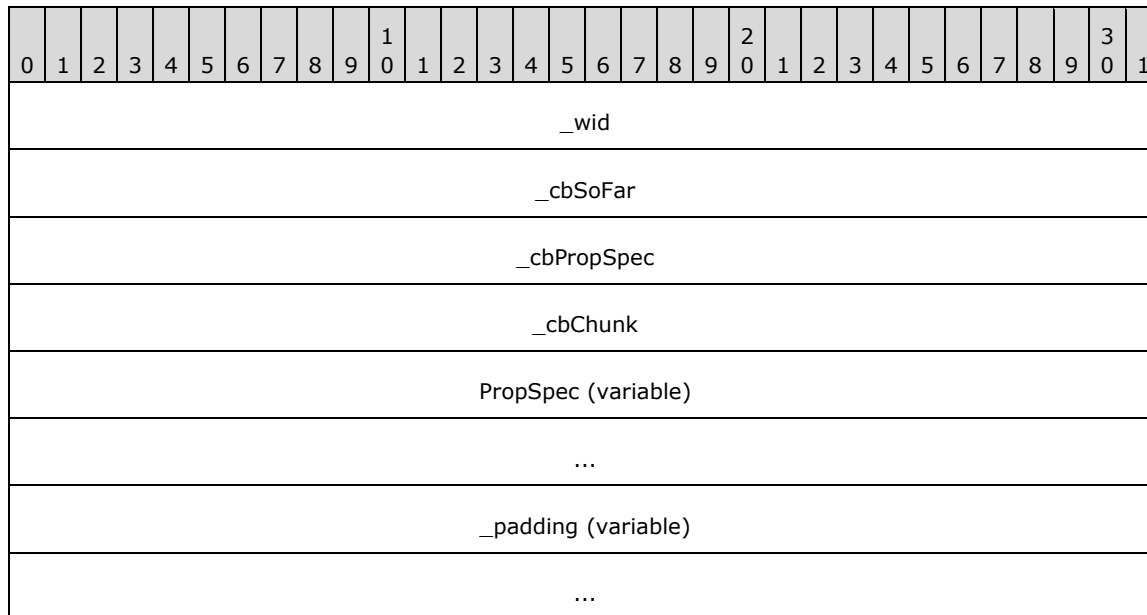 1 2 3
0 1 2 3 4 5 6 7 8 9 0 1 2 3 4 5 6 7 8 9 0 1 2 3 4 5 6 7 8 9 0 1
_wid
_cbSoFar
_cbPropSpec
_cbChunk
PropSpec (variable)
...
_padding (variable)
...